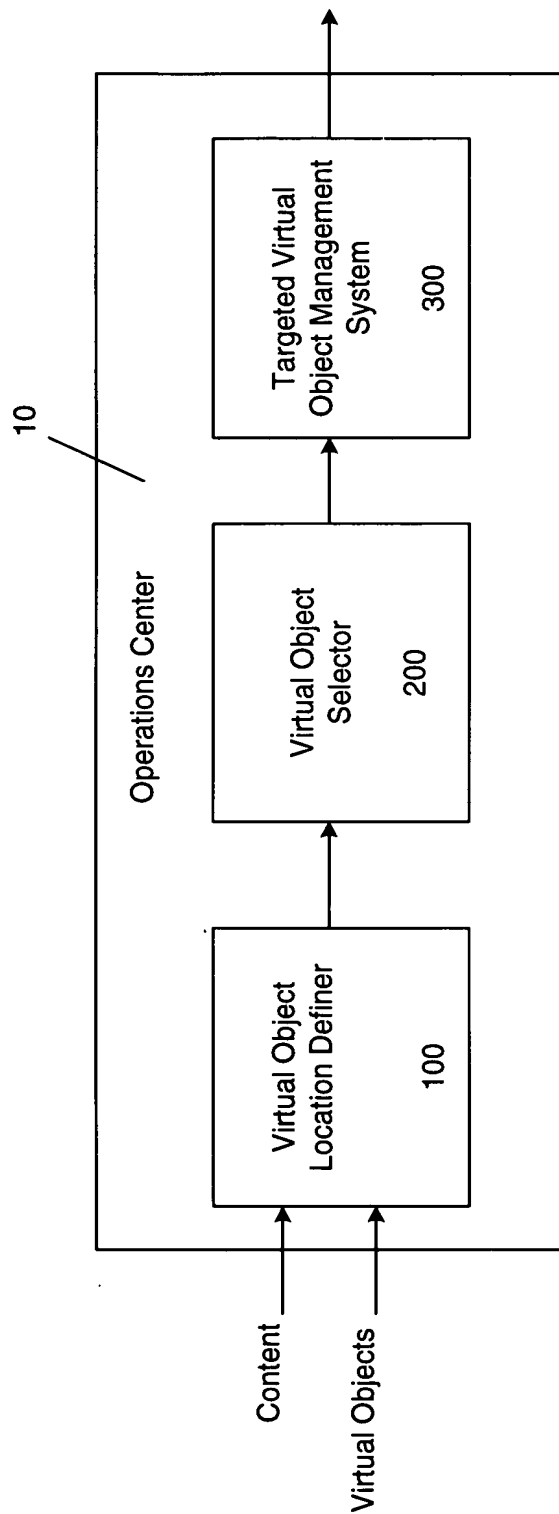 10
Operations Center
Content
Virtual Objects
Virtual Object
Location Definer
100
Virtual Object
Selector
200
Targeted Virtual
Object Management
System
300